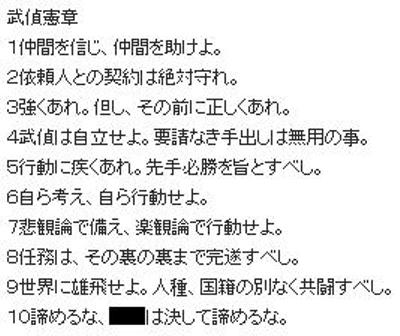 武偵憲章
1仲間を信じ、仲間を助けよ。
2依頼人との契約は絶対守れ。
3強くあれ。但し、その前に正しくあれ。
4武偵は自立せよ。要請なき手出しは無用の事。
5行動に疾くあれ。先手必勝を旨とすべし。
6自ら考え、自ら行動せよ。
7悲観論で備え、楽観論で行動せよ。
8任務は、その裏の裏まで完遂すべし。
9世界に雄飛せよ。人種、国籍の別なく共闘すべし。
10諦めるな、は決して諦めるな。